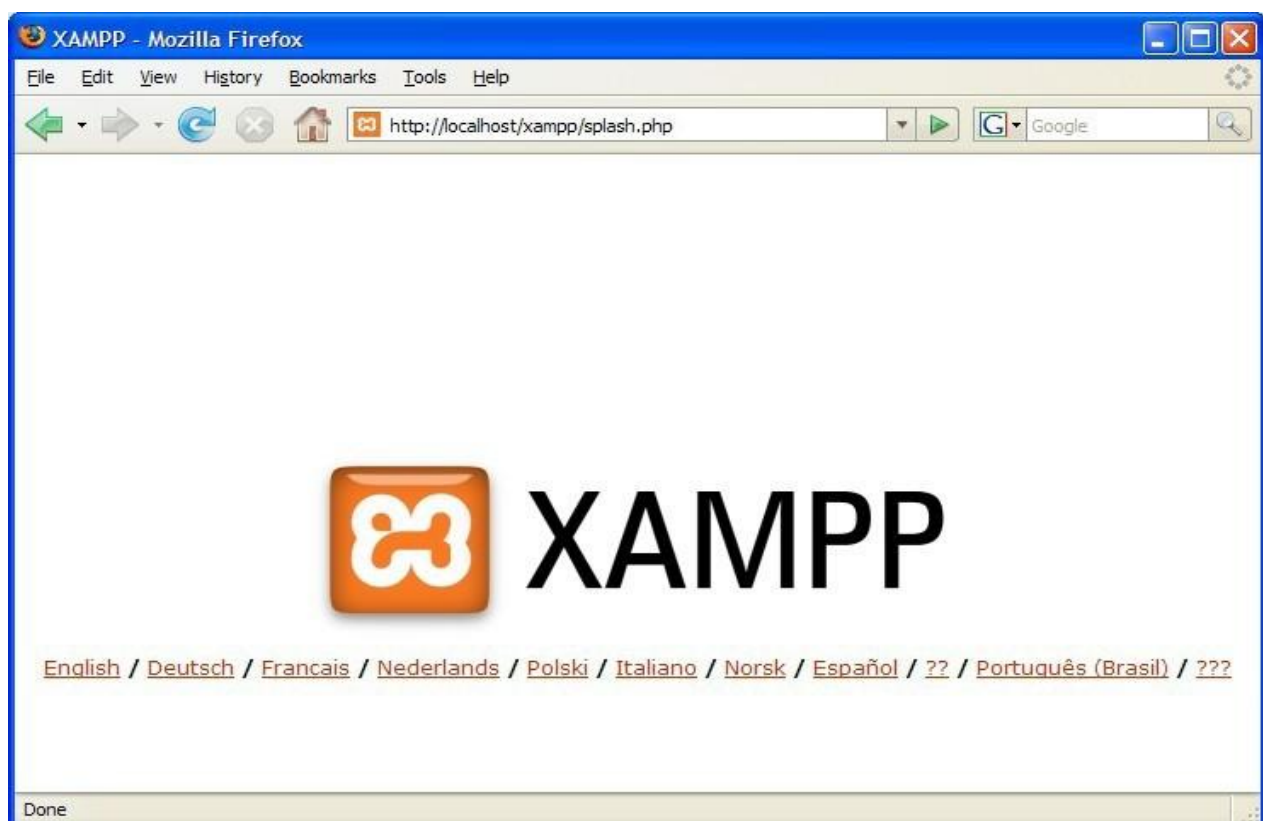 XAMPP - Mozilla Firefox
File Edit View History Bookmarks Tools Help
http://localhost/xampp/splash.php G Google
XAMPP
English / Deutsch / Francais / Nederlands / Polski / Italiano / Norsk / Español / ?? / Português (Brasil) / ???
Done